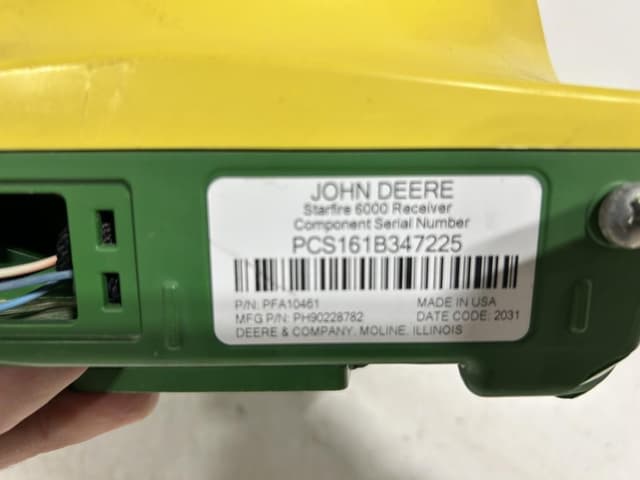 JOHN DEERE
Starfire 6000 Receiver
Component Serial Number
PCS161B347225
P/N: PFA10461 MADE IN USA
MFG P/N: PH90228782 DATE CODE: 2031
DEERE & COMPANY, MOLINE, ILLINOIS